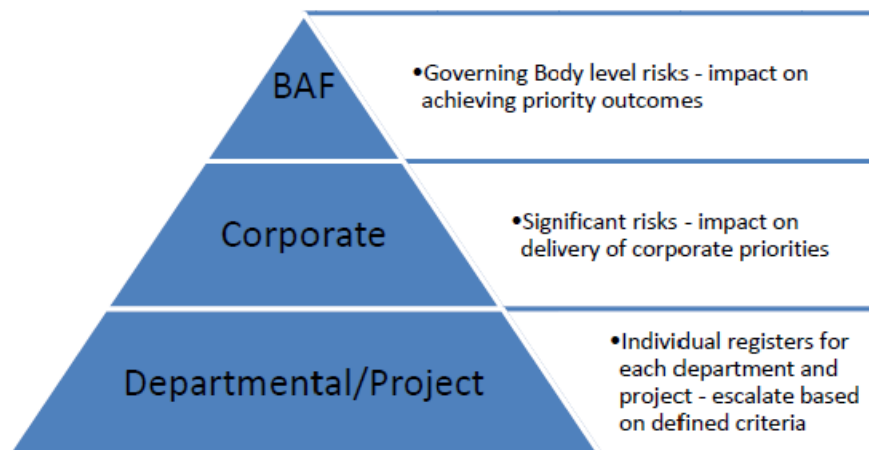 BAF
•Governing Body level risks - impact on
achieving priority outcomes
Corporate
•Significant risks - impact on
delivery of corporate priorities
Departmental/Project
•Individual registers for
each department and
project - escalate based
on defined criteria